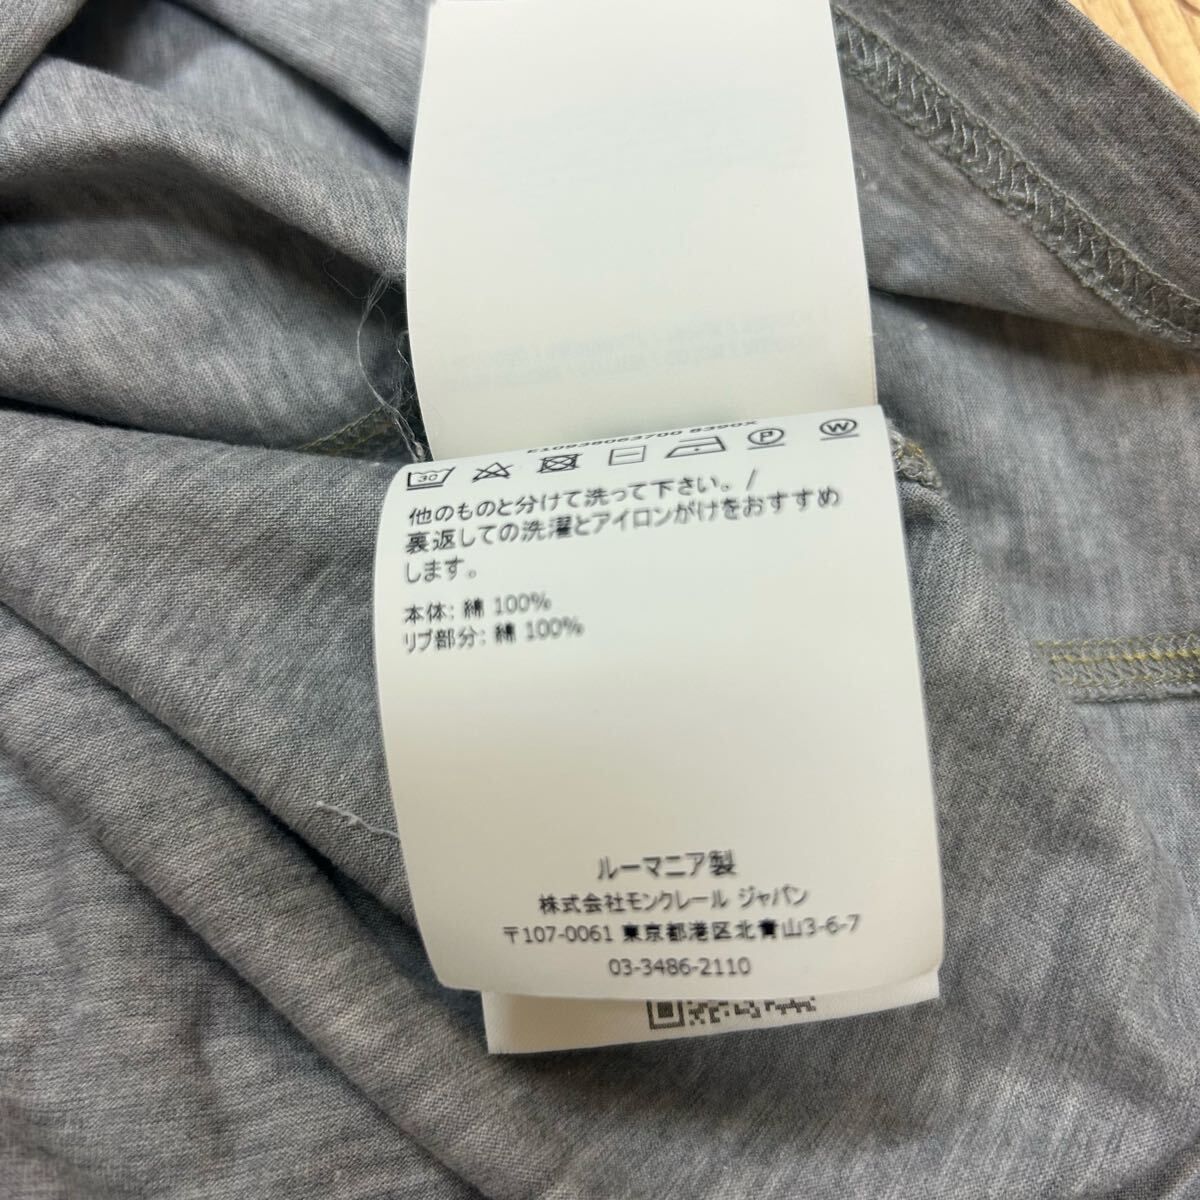 E10938063700 8390X
30 P W
他のものと分けて洗って下さい。/
裏返しての洗濯とアイロンがけをおすすめ
します。
本体: 綿 100%
リブ部分: 綿 100%
ルーマニア製
株式会社モンクレール ジャパン
〒107-0061 東京都港区北青山3-6-7
03-3486-2110